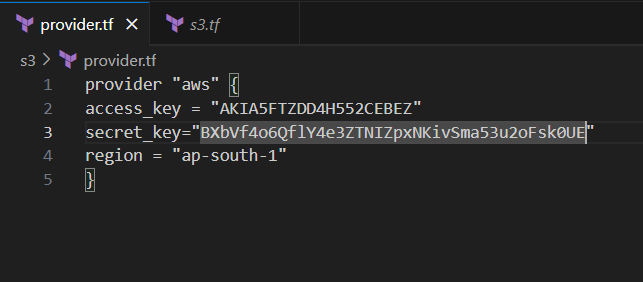 provider.tf
s3.tf
s3 > provider.tf
1 provider "aws" {
2 access_key = "AKIA5FTZDD4H552CEBEZ"
3 secret_key="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"
4 region = "ap-south-1"
5 }